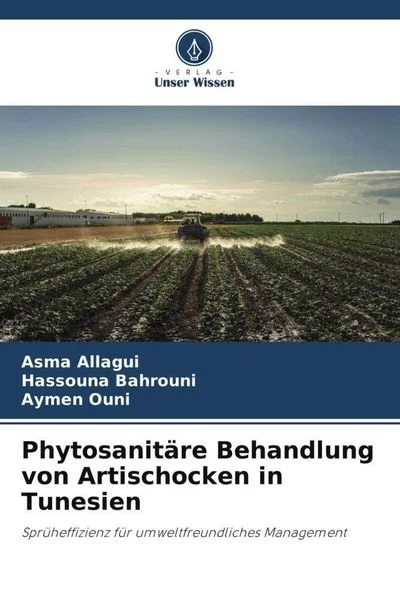 - VERLAG -
Unser Wissen
Asma Allagui
Hassouna Bahrouni
Aymen Ouni
Phytosanitäre Behandlung
von Artischocken in
Tunesien
Sprüheffizienz für umweltfreundliches Management